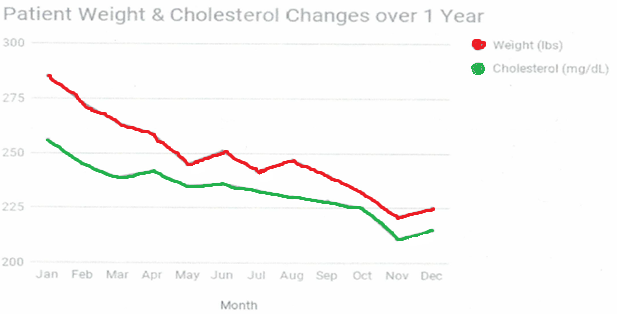 Patient Weight & Cholesterol Changes over 1 Year
300
Weight (lbs)
Cholesterol (mg/dL)
275
250
225
200
Jan Feb Mar Apr May Jun Jul Aug Sep Oct Nov Dec
Month